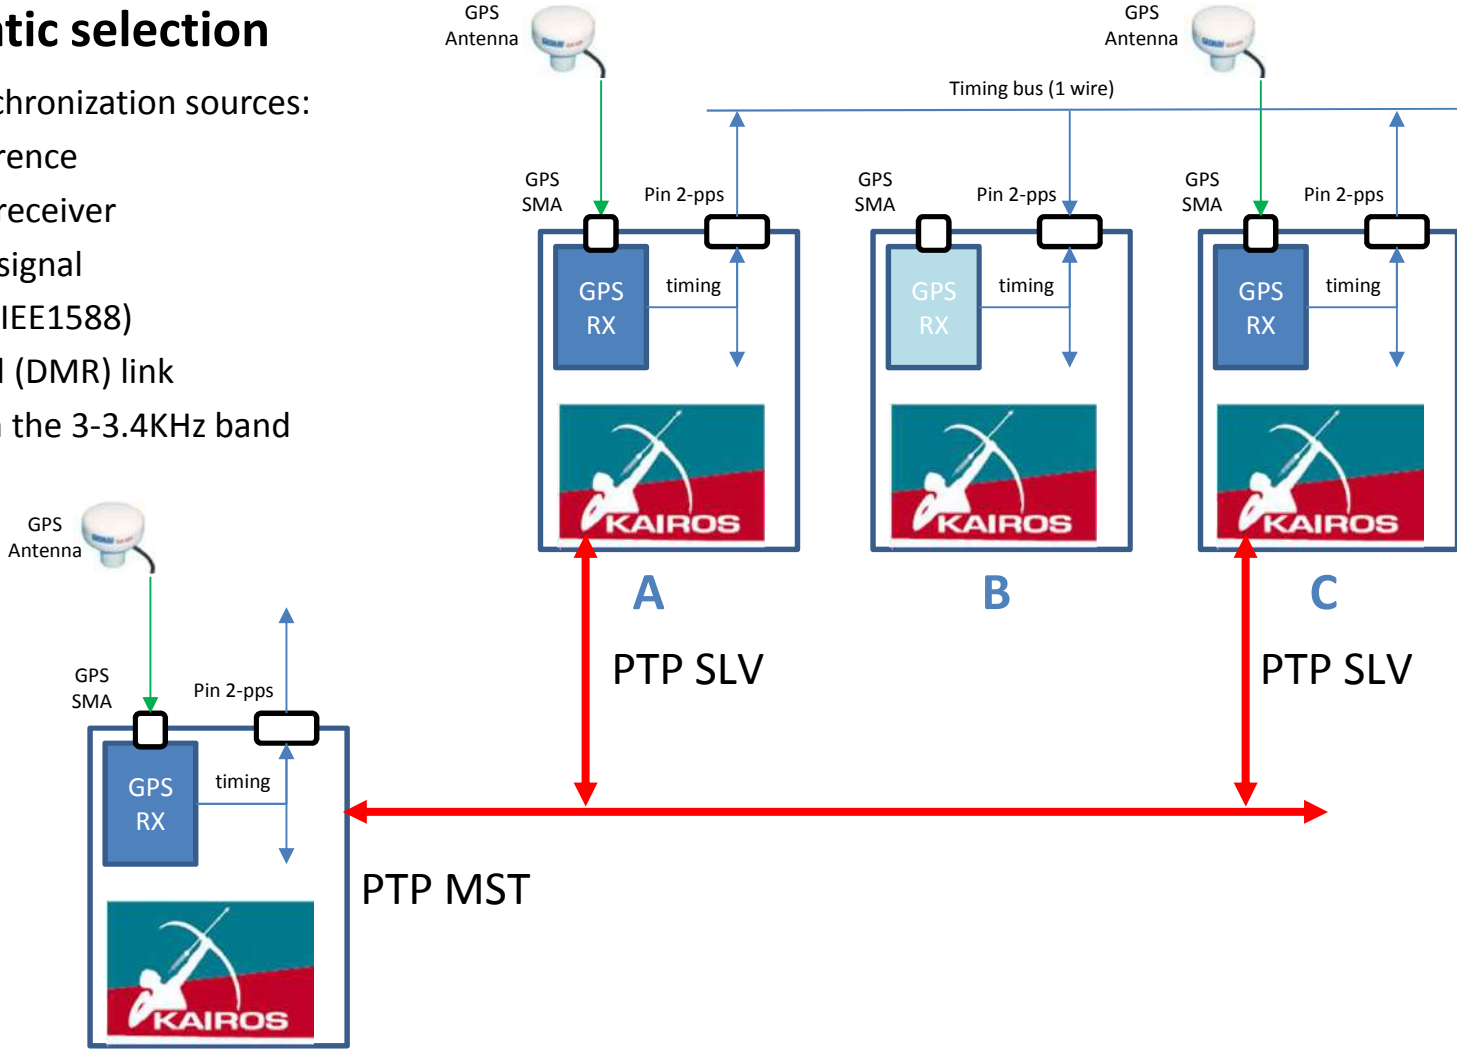 tic selection
chronization sources:
rence
receiver
signal
IEE1588)
(DMR) link
the 3-3.4KHz band
GPS
Antenna
GPS
Antenna
Timing bus (1 wire)
GPS
SMA
Pin 2-pps
GPS
SMA
Pin 2-pps
GPS
SMA
Pin 2-pps
GPS
RX
timing
GPS
RX
timing
GPS
RX
timing
KAIROS
KAIROS
KAIROS
A
B
C
PTP SLV
PTP SLV
GPS
Antenna
GPS
SMA
Pin 2-pps
GPS
RX
timing
PTP MST
KAIROS